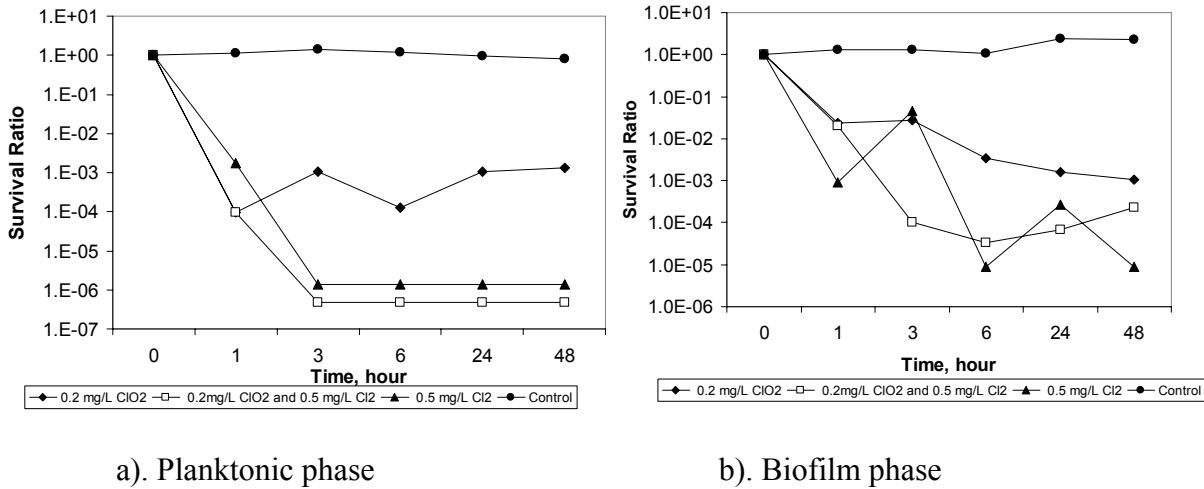 1.E+01
1.E+00
1.E-01
1.E-02
1.E-03
1.E-04
1.E-05
1.E-06
1.E-07
Survival Ratio
0 1 3 6 24 48
Time, hour
0.2 mg/L ClO2 0.2mg/L ClO2 and 0.5 mg/L Cl2 0.5 mg/L Cl2 Control
a). Planktonic phase
1.0E+01
1.0E+00
1.0E-01
1.0E-02
1.0E-03
1.0E-04
1.0E-05
1.0E-06
Survival Ratio
0 1 3 6 24 48
Time, hour
0.2 mg/L ClO2 0.2mg/L ClO2 and 0.5 mg/L Cl2 0.5 mg/L Cl2 Control
b). Biofilm phase